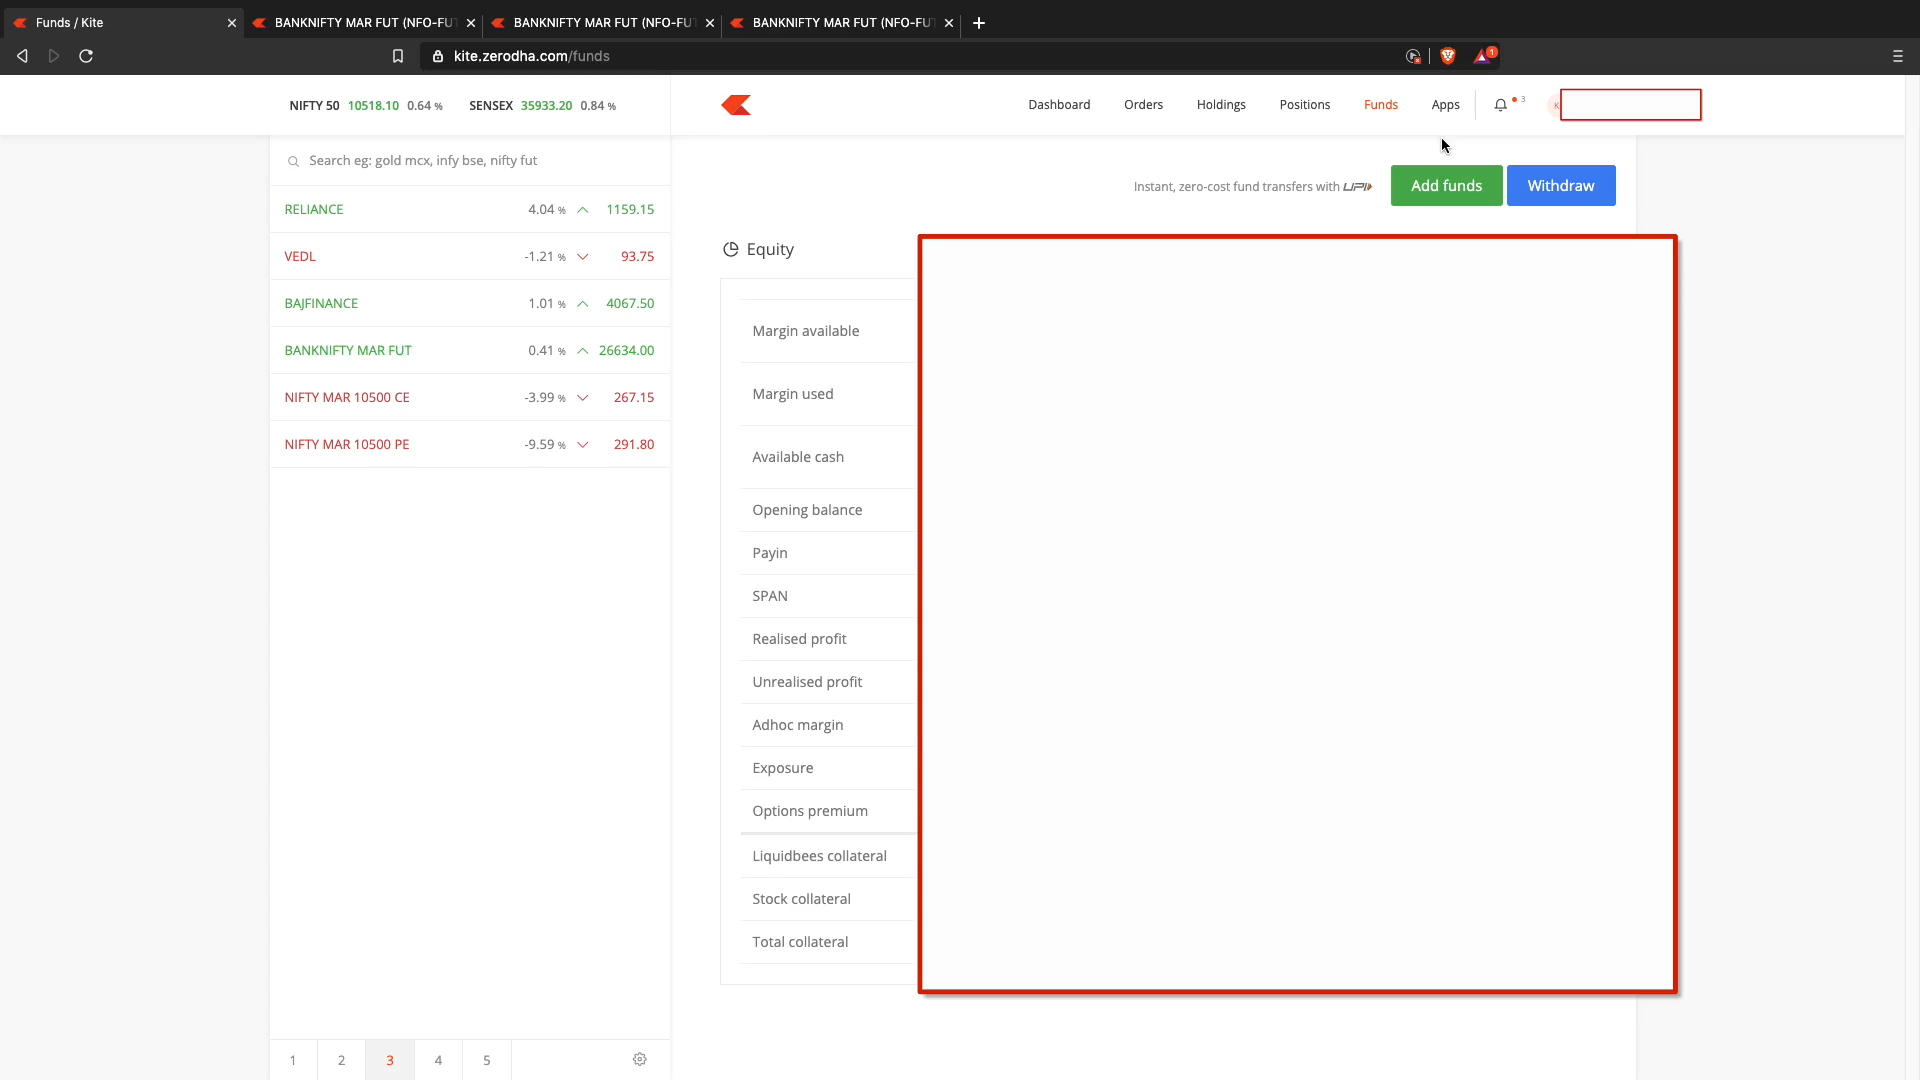 Funds / Kite
BANKNIFTY MAR FUT (NFO-FU
BANKNIFTY MAR FUT (NFO-FU
BANKNIFTY MAR FUT (NFO-FU
kite.zerodha.com/funds
1
NIFTY 50 10518.10 0.64 % SENSEX 35933.20 0.84 %
Dashboard Orders Holdings Positions Funds Apps 3 K
Search eg: gold mcx, infy bse, nifty fut
Instant, zero-cost fund transfers with UPI Add funds Withdraw
RELIANCE 4.04 % 1159.15
VEDL -1.21 % 93.75
BAJFINANCE 1.01 % 4067.50
BANKNIFTY MAR FUT 0.41 % 26634.00
NIFTY MAR 10500 CE -3.99 % 267.15
NIFTY MAR 10500 PE -9.59 % 291.80
Equity
Margin available
Margin used
Available cash
Opening balance
Payin
SPAN
Realised profit
Unrealised profit
Adhoc margin
Exposure
Options premium
Liquidbees collateral
Stock collateral
Total collateral
1 2 3 4 5